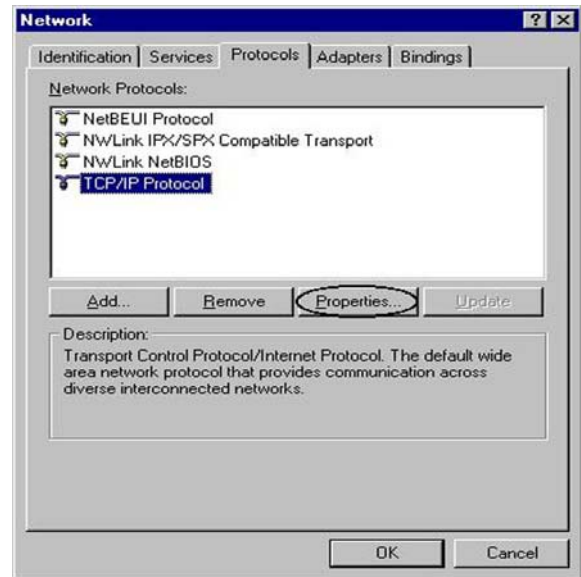 Network
Identification Services Protocols Adapters Bindings
Network Protocols:
NetBEUI Protocol
NWLink IPX/SPX Compatible Transport
NWLink NetBIOS
TCP/IP Protocol
Add... Remove Properties... Update
Description:
Transport Control Protocol/Internet Protocol. The default wide
area network protocol that provides communication across
diverse interconnected networks.
OK Cancel